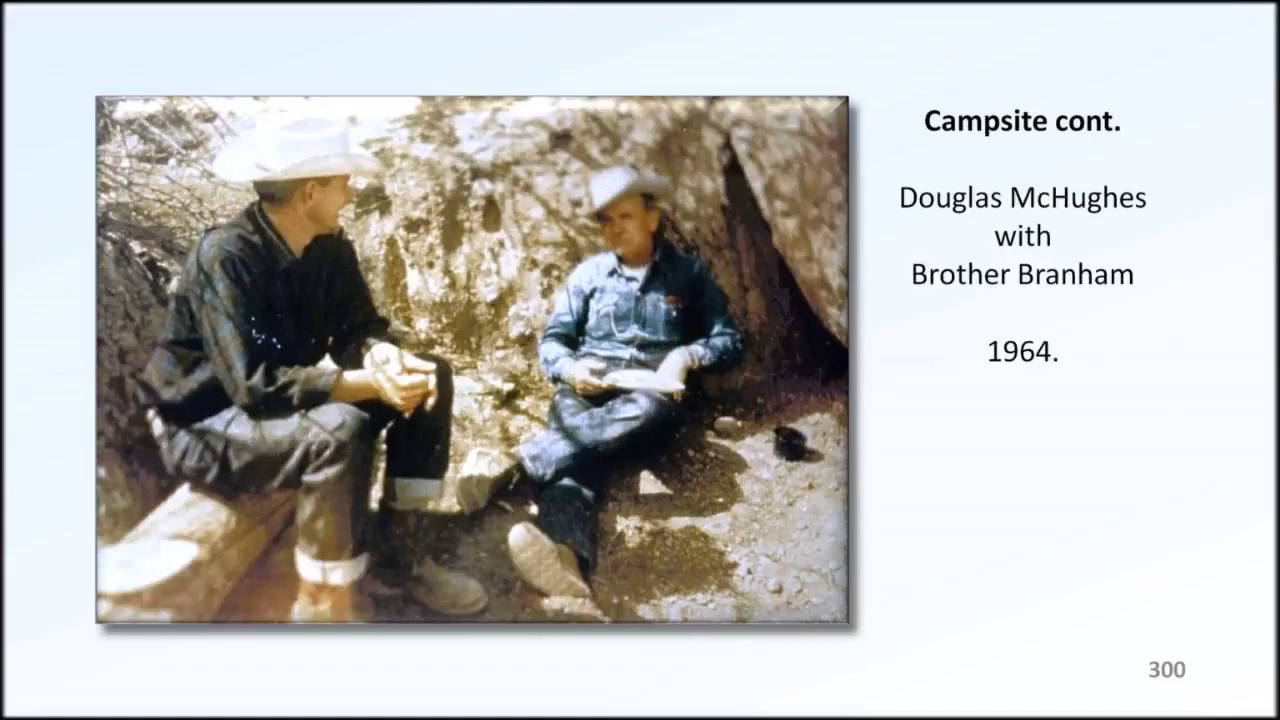 Campsite cont.
Douglas McHughes
with
Brother Branham
1964.
300